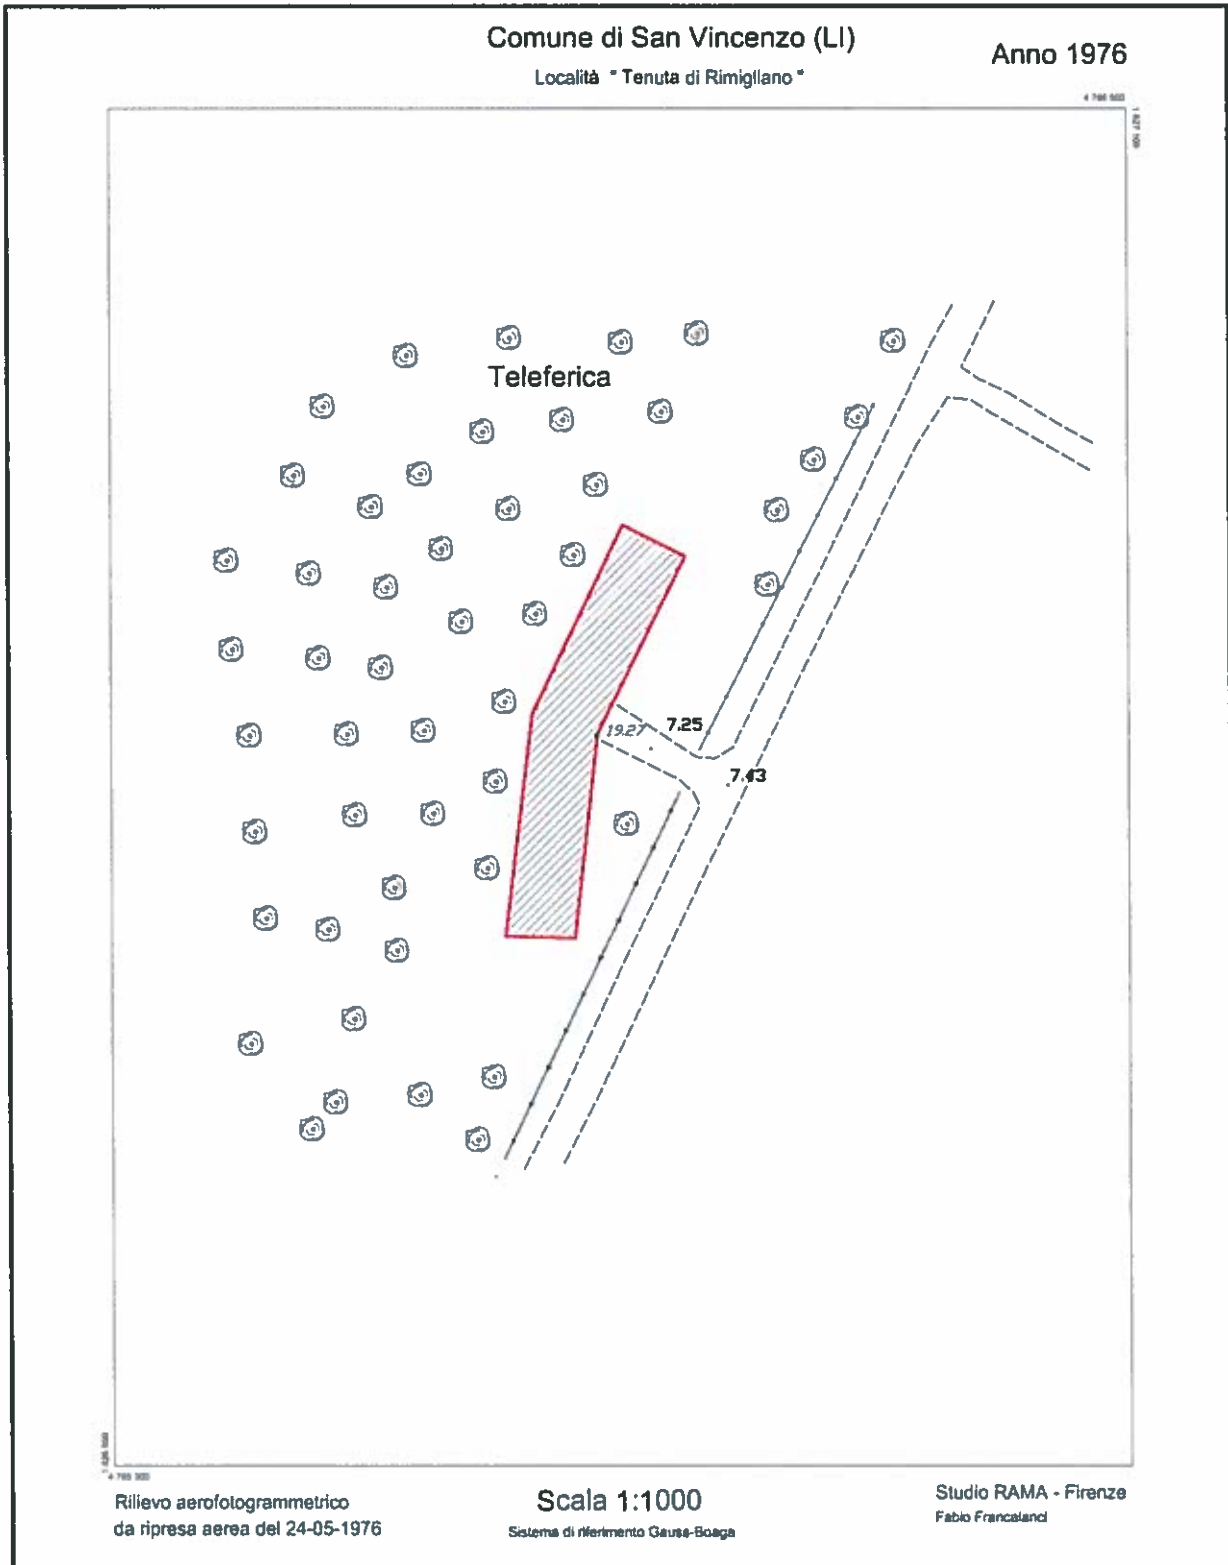 Comune di San Vincenzo (LI)
Anno 1976
Località " Tenuta di Rimigliano "
Teleferica
19.27
7.25
7.43
Rilievo aerofotogrammetrico
da ripresa aerea del 24-05-1976
Scala 1:1000
Sistema di riferimento Gauss-Boaga
Studio RAMA - Firenze
Fabio Francalanci